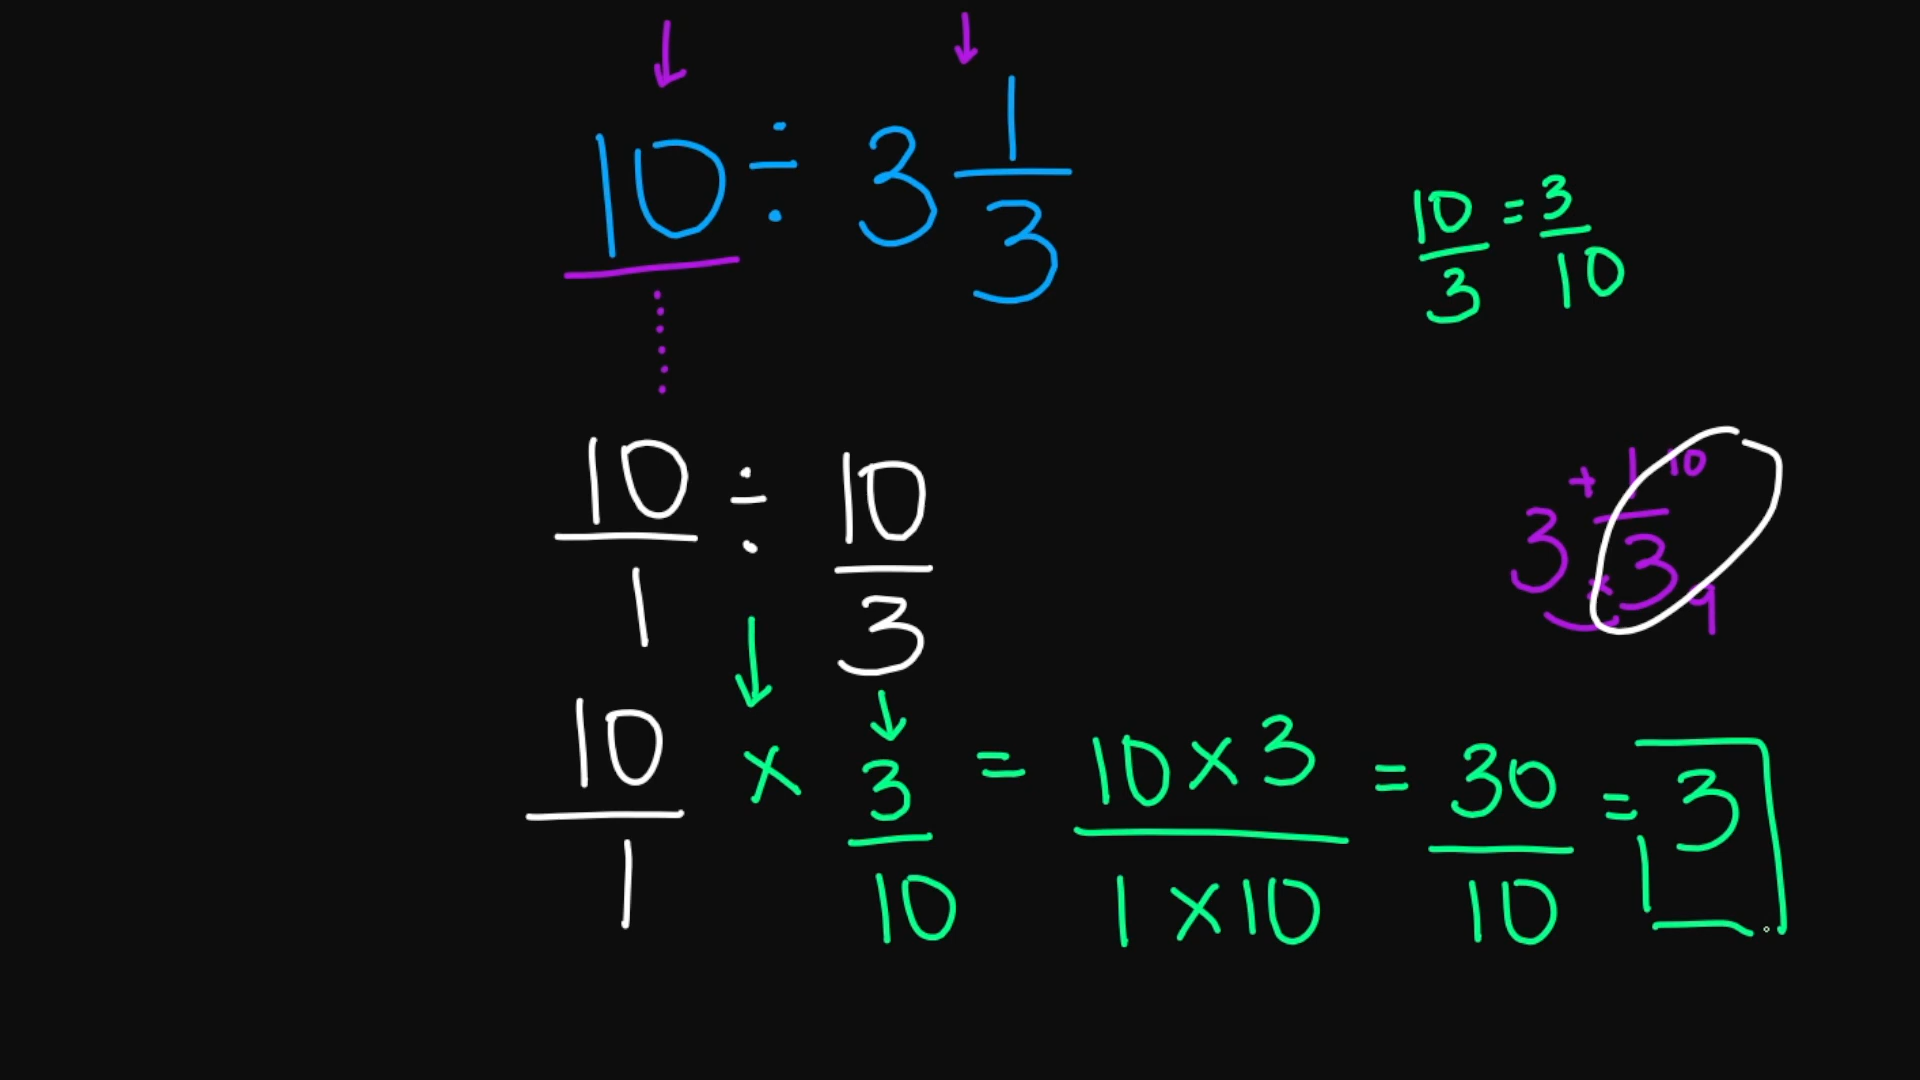 10 ÷ 3 1/3
10/3 = 3/10
10/1 ÷ 10/3
3 + 1/3 10
× 9
10/1 × 3/10 = 10×3/1×10 = 30/10 = 3